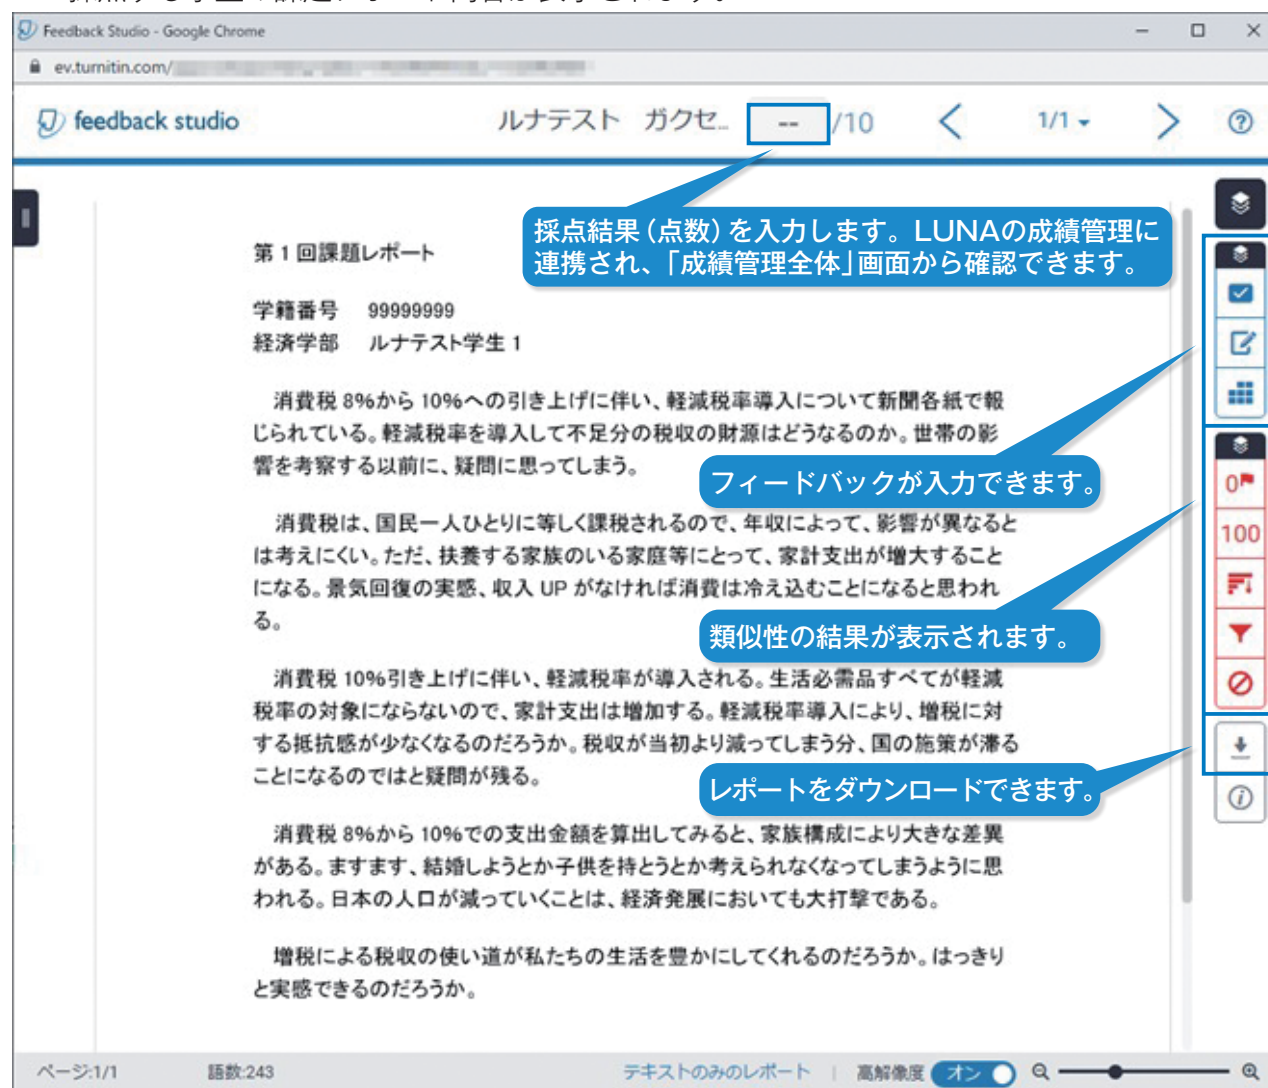 Feedback Studio - Google Chrome
ev.turnitin.com/
feedback studio
ルナテスト ガクセ...
-- /10
1/1
採点結果(点数)を入力します。LUNAの成績管理に
連携され、「成績管理全体」画面から確認できます。
第1回課題レポート
学籍番号 99999999
経済学部 ルナテスト学生1
消費税8%から10%への引き上げに伴い、軽減税率導入について新聞各紙で報
じられている。軽減税率を導入して不足分の税収の財源はどうなるのか。世帯の影
響を考察する以前に、疑問に思ってしまう。
フィードバックが入力できます。
消費税は、国民一人ひとりに等しく課税されるので、年収によって、影響が異なると
は考えにくい。ただ、扶養する家族のいる家庭等にとって、家計支出が増大すること
になる。景気回復の実感、収入UPがなければ消費は冷え込むことになると思われ
る。
類似性の結果が表示されます。
消費税10%引き上げに伴い、軽減税率が導入される。生活必需品すべてが軽減
税率の対象にならないので、家計支出は増加する。軽減税率導入により、増税に対
する抵抗感が少なくなるのだろうか。税収が当初より減ってしまう分、国の施策が滞る
ことになるのではと疑問が残る。
レポートをダウンロードできます。
消費税8%から10%での支出金額を算出してみると、家族構成により大きな差異
がある。ますます、結婚しようとか子供を持とうとか考えられなくなってしまうように思
われる。日本の人口が減っていくことは、経済発展においても大打撃である。
増税による税収の使い道が私たちの生活を豊かにしてくれるのだろうか。はっきり
と実感できるのだろうか。
0
100
ページ:1/1
語数:243
テキストのみのレポート
高解像度 オン